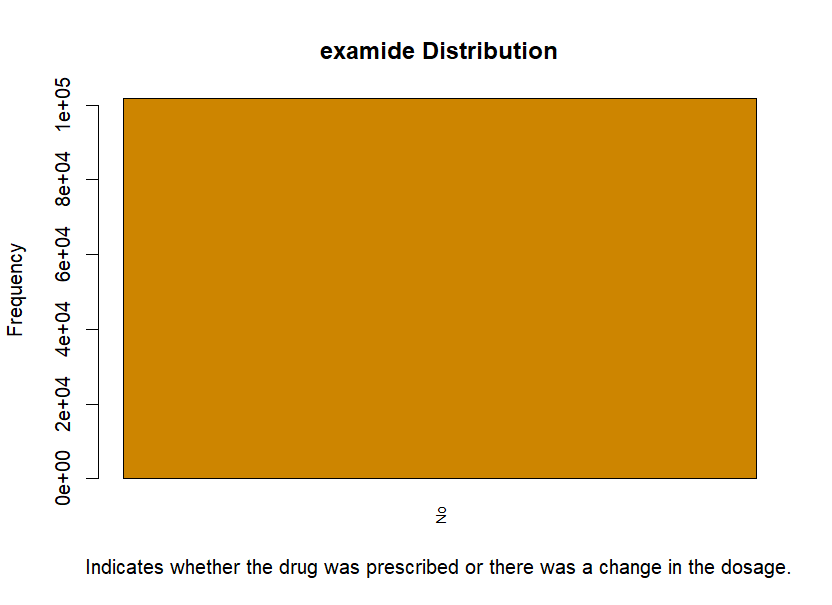 examide Distribution
1e+05
8e+04
6e+04
4e+04
2e+04
0e+00
Frequency
No
Indicates whether the drug was prescribed or there was a change in the dosage.